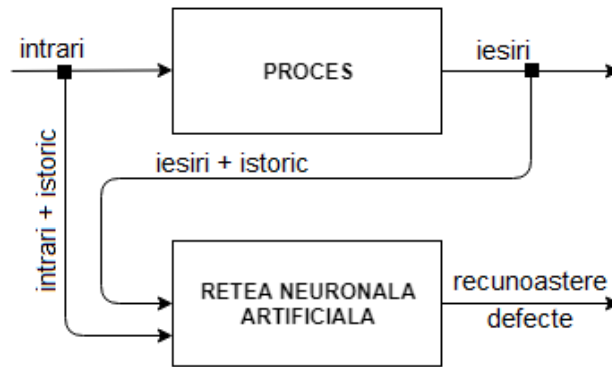 intrari
PROCES
iesiri
iesiri + istoric
intrari + istoric
RETEA NEURONALA
ARTIFICIALA
recunoastere
defecte